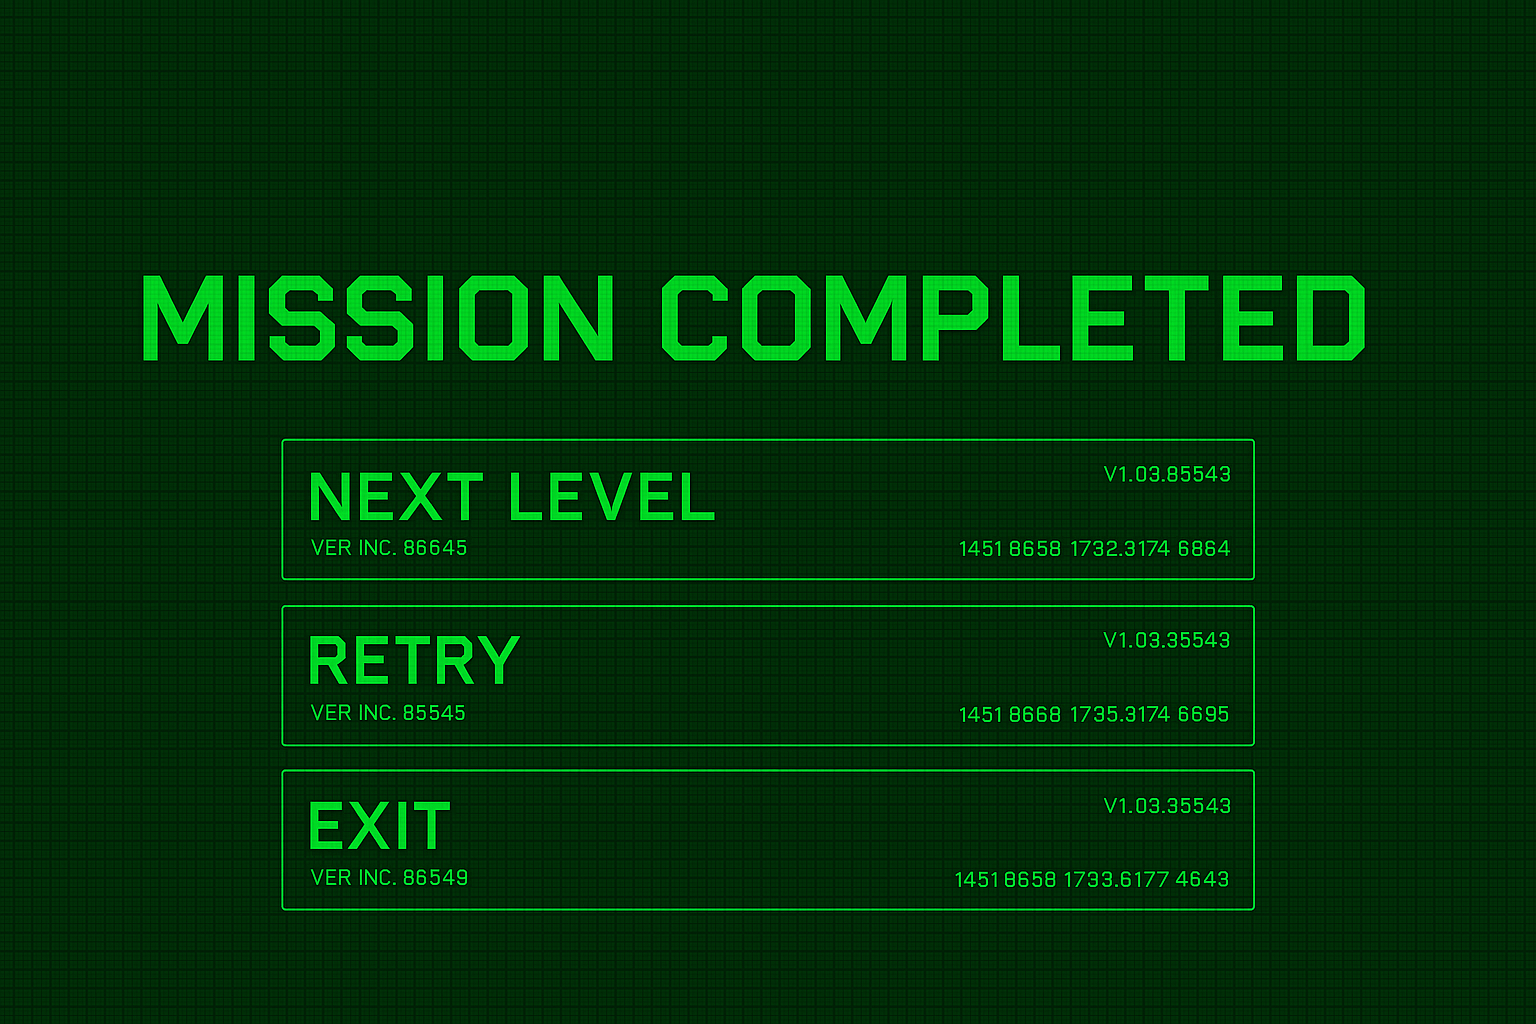 MISSION COMPLETED
NEXT LEVEL
V1.03.85543
VER INC. 86645
1451 8658 1732.3174 6864
RETRY
V1.03.35543
VER INC. 85545
1451 8668 1735.3174 6695
EXIT
V1.03.35543
VER INC. 86549
1451 8658 1733.6177 4643